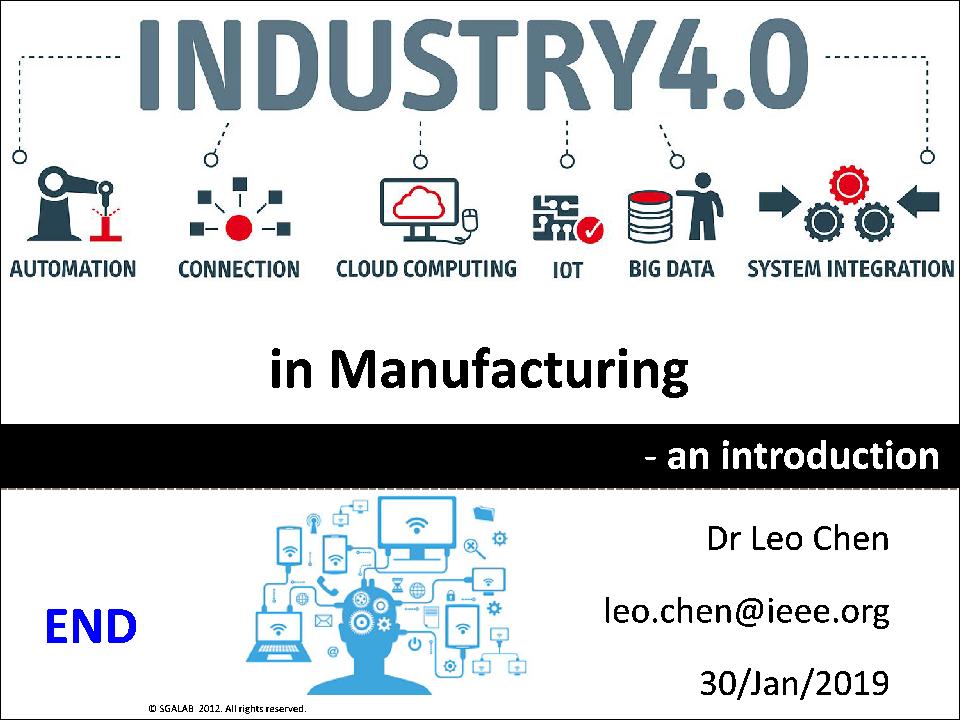 INDUSTRY4.0
AUTOMATION
CONNECTION
CLOUD COMPUTING
IOT
BIG DATA
SYSTEM INTEGRATION
in Manufacturing
- an introduction
Dr Leo Chen
leo.chen@ieee.org
END
30/Jan/2019
© SGALAB 2012. All rights reserved.